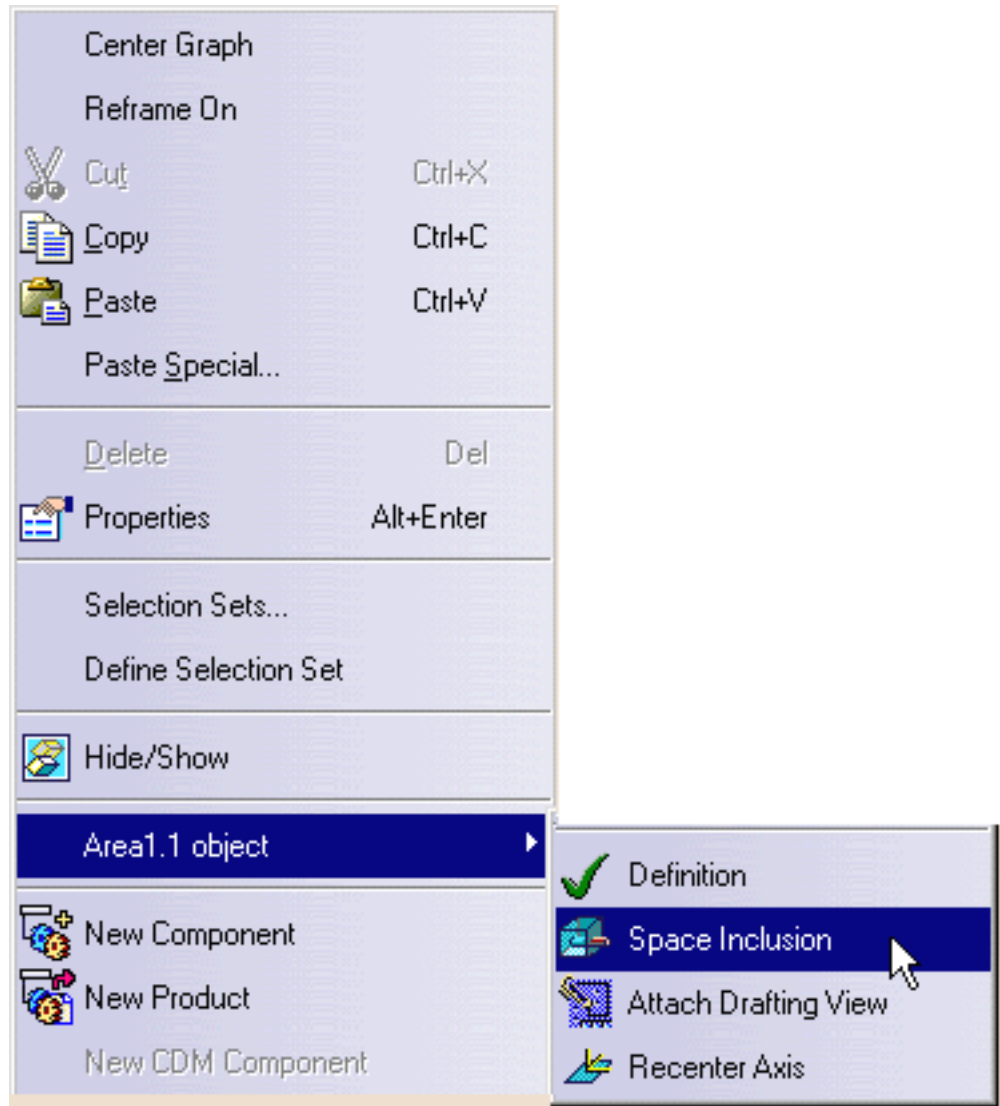 Center Graph
Reframe On
Cut Ctrl+X
Copy Ctrl+C
Paste Ctrl+V
Paste Special...
Delete Del
Properties Alt+Enter
Selection Sets...
Define Selection Set
Hide/Show
Area1.1 object
Definition
Space Inclusion
Attach Drafting View
Recenter Axis
New Component
New Product
New CDM Component